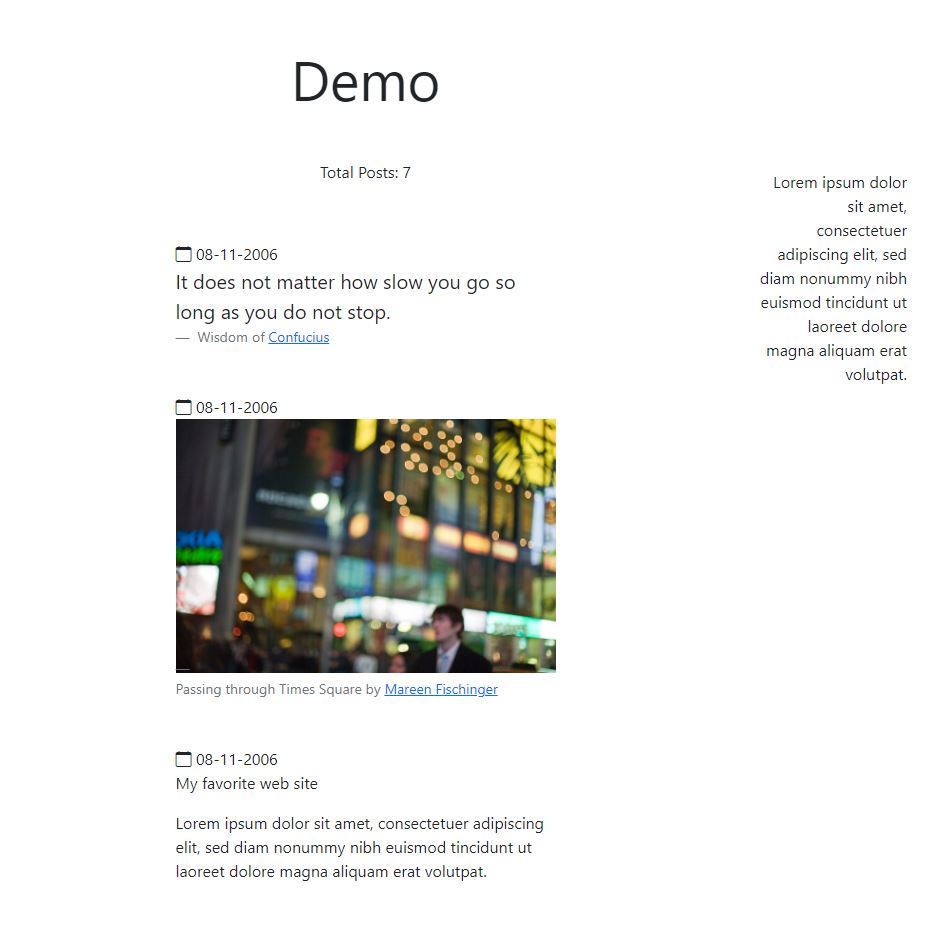 Demo
Total Posts: 7
08-11-2006
It does not matter how slow you go so
long as you do not stop.
— Wisdom of Confucius
08-11-2006
Passing through Times Square by Mareen Fischinger
08-11-2006
My favorite web site
Lorem ipsum dolor sit amet, consectetuer adipiscing
elit, sed diam nonummy nibh euismod tincidunt ut
laoreet dolore magna aliquam erat volutpat.
Lorem ipsum dolor
sit amet,
consectetuer
adipiscing elit, sed
diam nonummy nibh
euismod tincidunt ut
laoreet dolore
magna aliquam erat
volutpat.